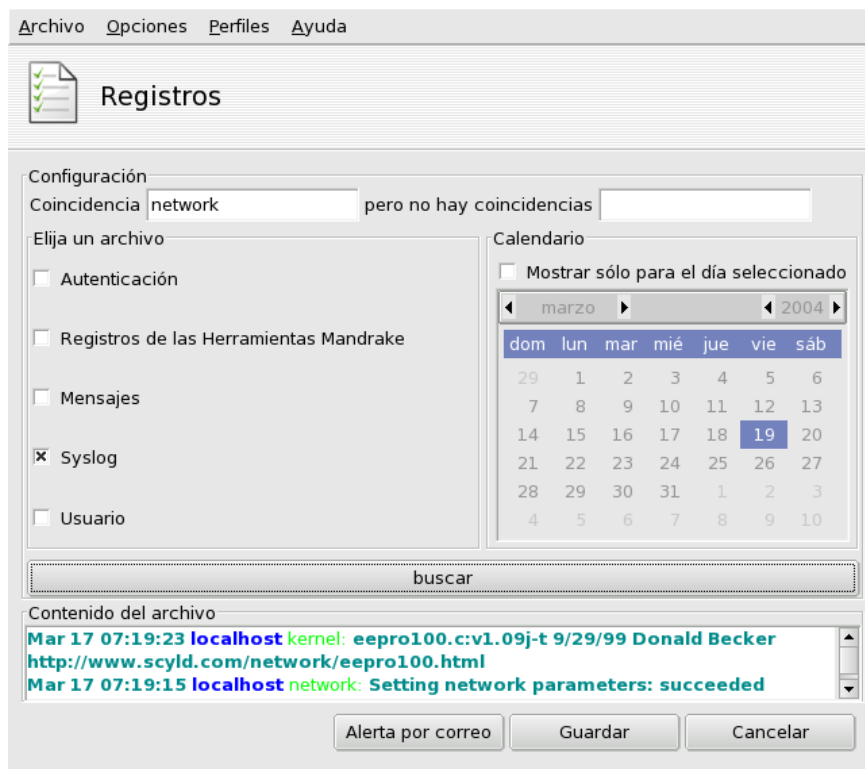 Archivo Opciones Perfiles Ayuda
Registros
Configuración
Coincidencia network pero no hay coincidencias
Elija un archivo
Autenticación
Registros de las Herramientas Mandrake
Mensajes
Syslog
Usuario
Calendario
Mostrar sólo para el día seleccionado
marzo 2004
dom lun mar mié jue vie sáb
29 1 2 3 4 5 6
7 8 9 10 11 12 13
14 15 16 17 18 19 20
21 22 23 24 25 26 27
28 29 30 31 1 2 3
4 5 6 7 8 9 10
buscar
Contenido del archivo
Mar 17 07:19:23 localhost kernel: eepro100.c:v1.09j-t 9/29/99 Donald Becker
http://www.scyld.com/network/eepro100.html
Mar 17 07:19:15 localhost network: Setting network parameters: succeeded
Alerta por correo Guardar Cancelar